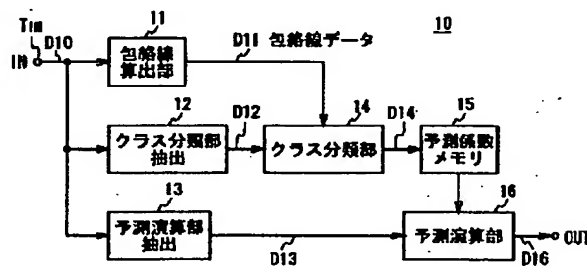 10
TIN
IN
D10
11
包絡線
算出部
D11 包絡線データ
12
クラス分類部
抽出
D12
14
クラス分類部
D14
15
予測係数
メモリ
13
予測演算部
抽出
D13
16
予測演算部
D16
OUT